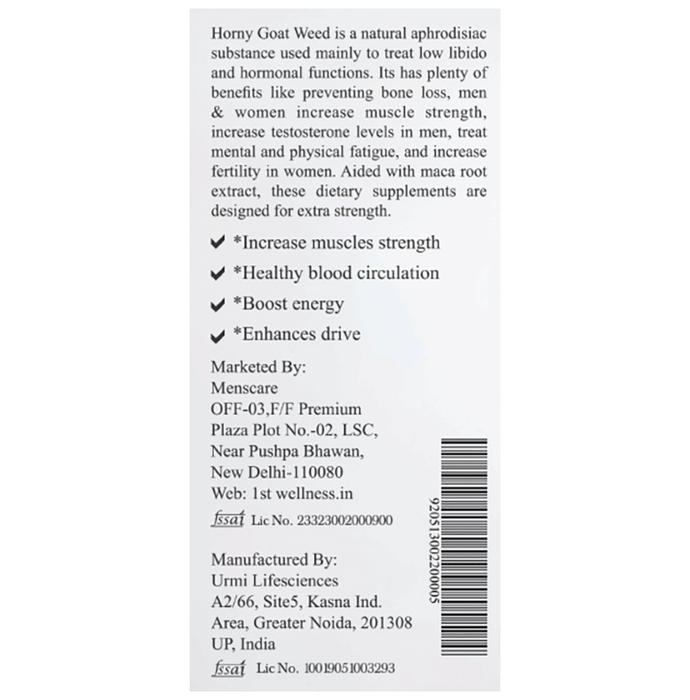 Horny Goat Weed is a natural aphrodisiac
substance used mainly to treat low libido
and hormonal functions. Its has plenty of
benefits like preventing bone loss, men
& women increase muscle strength,
increase testosterone levels in men, treat
mental and physical fatigue, and increase
fertility in women. Aided with maca root
extract, these dietary supplements are
designed for extra strength.
*Increase muscles strength
*Healthy blood circulation
*Boost energy
*Enhances drive
Marketed By:
Menscare
OFF-03,F/F Premium
Plaza Plot No.-02, LSC,
Near Pushpa Bhawan,
New Delhi-110080
Web: 1st wellness.in
fssai Lic No. 23323002000900
Manufactured By:
Urmi Lifesciences
A2/66, Site5, Kasna Ind.
Area, Greater Noida, 201308
UP, India
fssai Lic No. 10019051003293
920513002200005